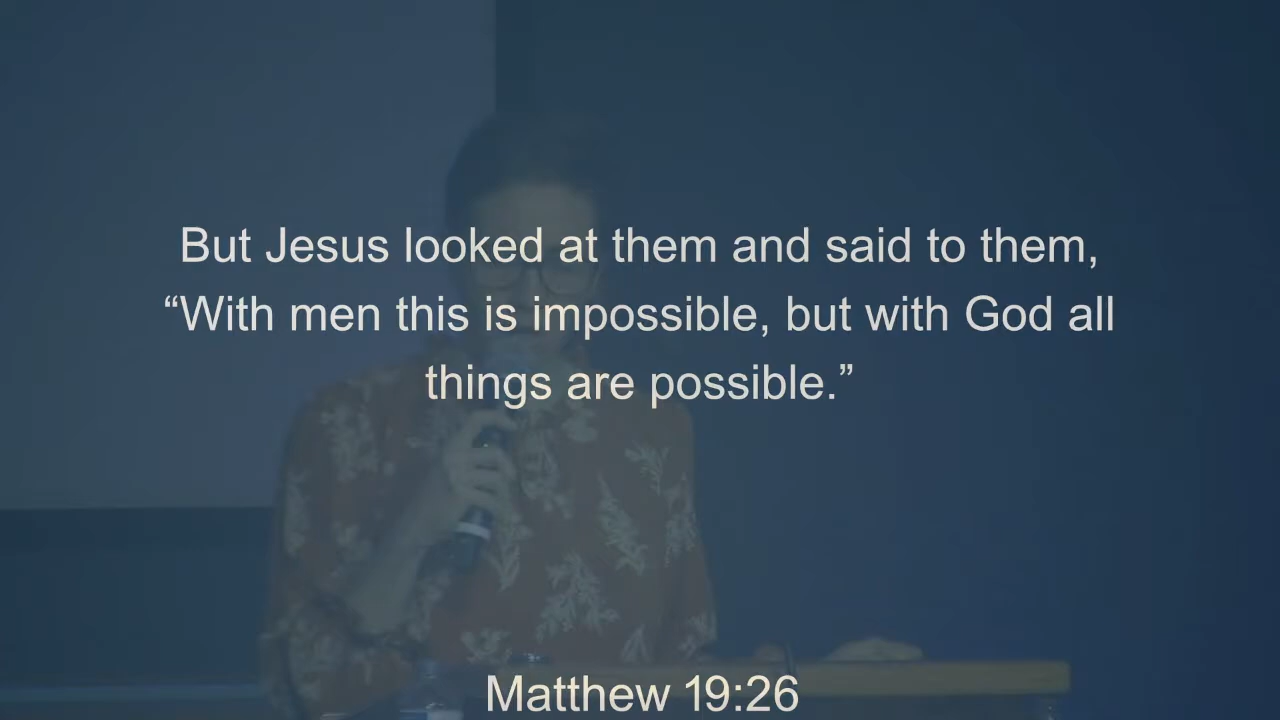 But Jesus looked at them and said to them,
“With men this is impossible, but with God all
things are possible.”
Matthew 19:26